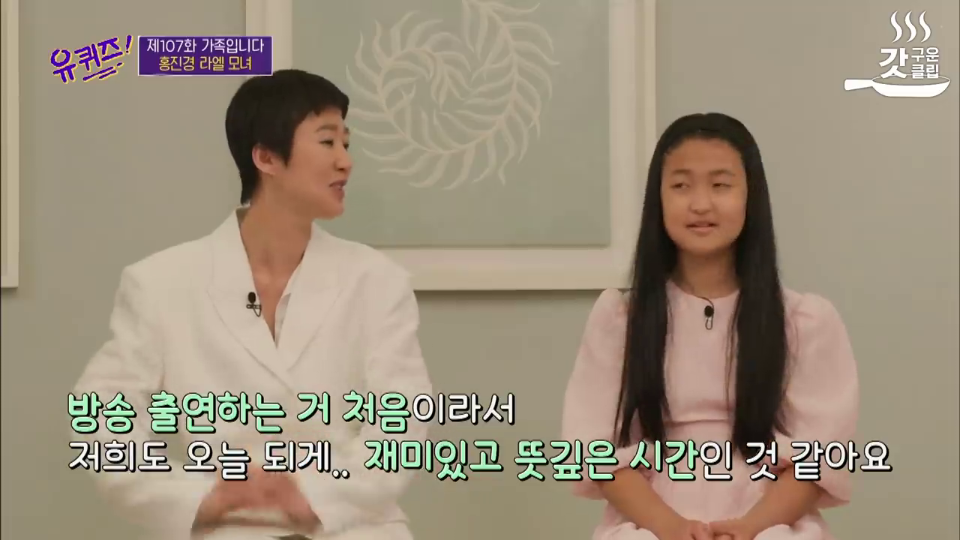 유퀴즈!
제107화 가족입니다
홍진경 라엘 모녀
갓구운클립
방송 출연하는 거 처음이라서
저희도 오늘 되게.. 재미있고 뜻깊은 시간인 것 같아요